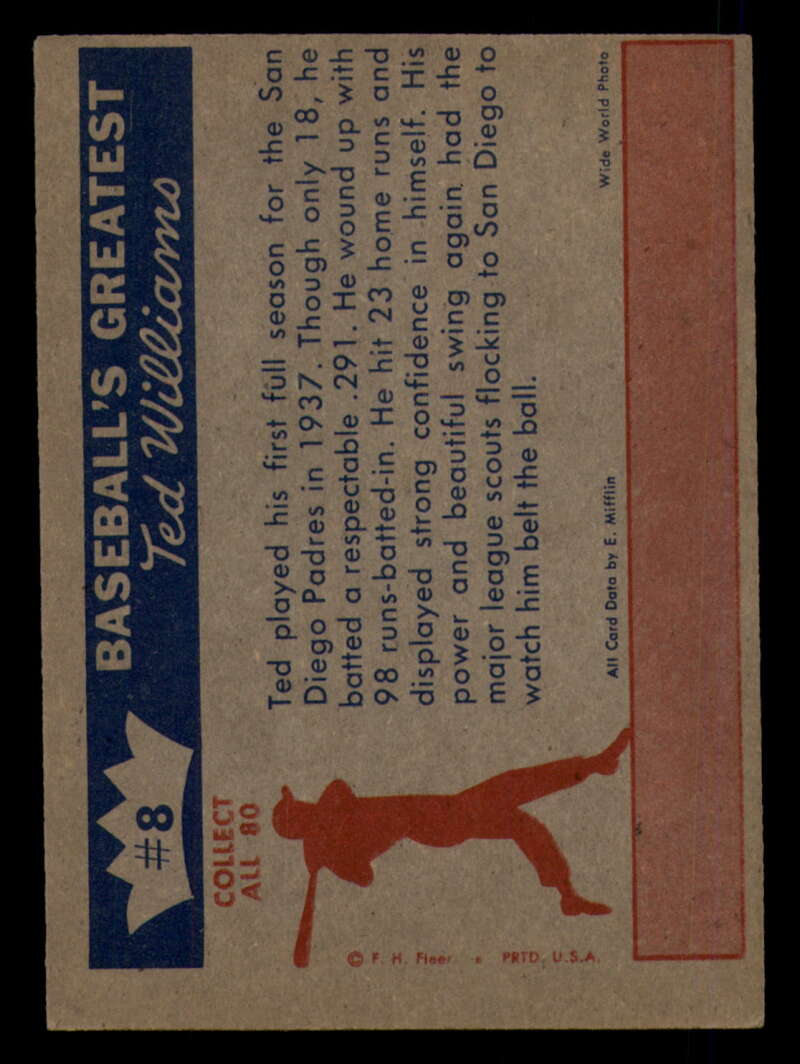 #8
BASEBALL'S GREATEST
Ted Williams
COLLECT
ALL 80
Ted played his first full season for the San
Diego Padres in 1937. Though only 18, he
batted a respectable .291. He wound up with
98 runs-batted-in. He hit 23 home runs and
displayed strong confidence in himself. His
power and beautiful swing again had the
major league scouts flocking to San Diego to
watch him belt the ball.
All Card Data by E. Mifflin
Wide World Photo
© F. H. Fleer • PRTD. U.S.A.